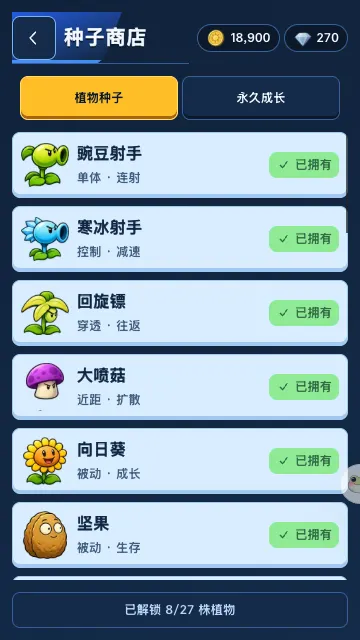 种子商店
18,900
270
植物种子
永久成长
豌豆射手
单体 · 连射
已拥有
寒冰射手
控制 · 减速
已拥有
回旋镖
穿透 · 往返
已拥有
大喷菇
近距 · 扩散
已拥有
向日葵
被动 · 成长
已拥有
坚果
被动 · 生存
已拥有
已解锁 8/27 株植物